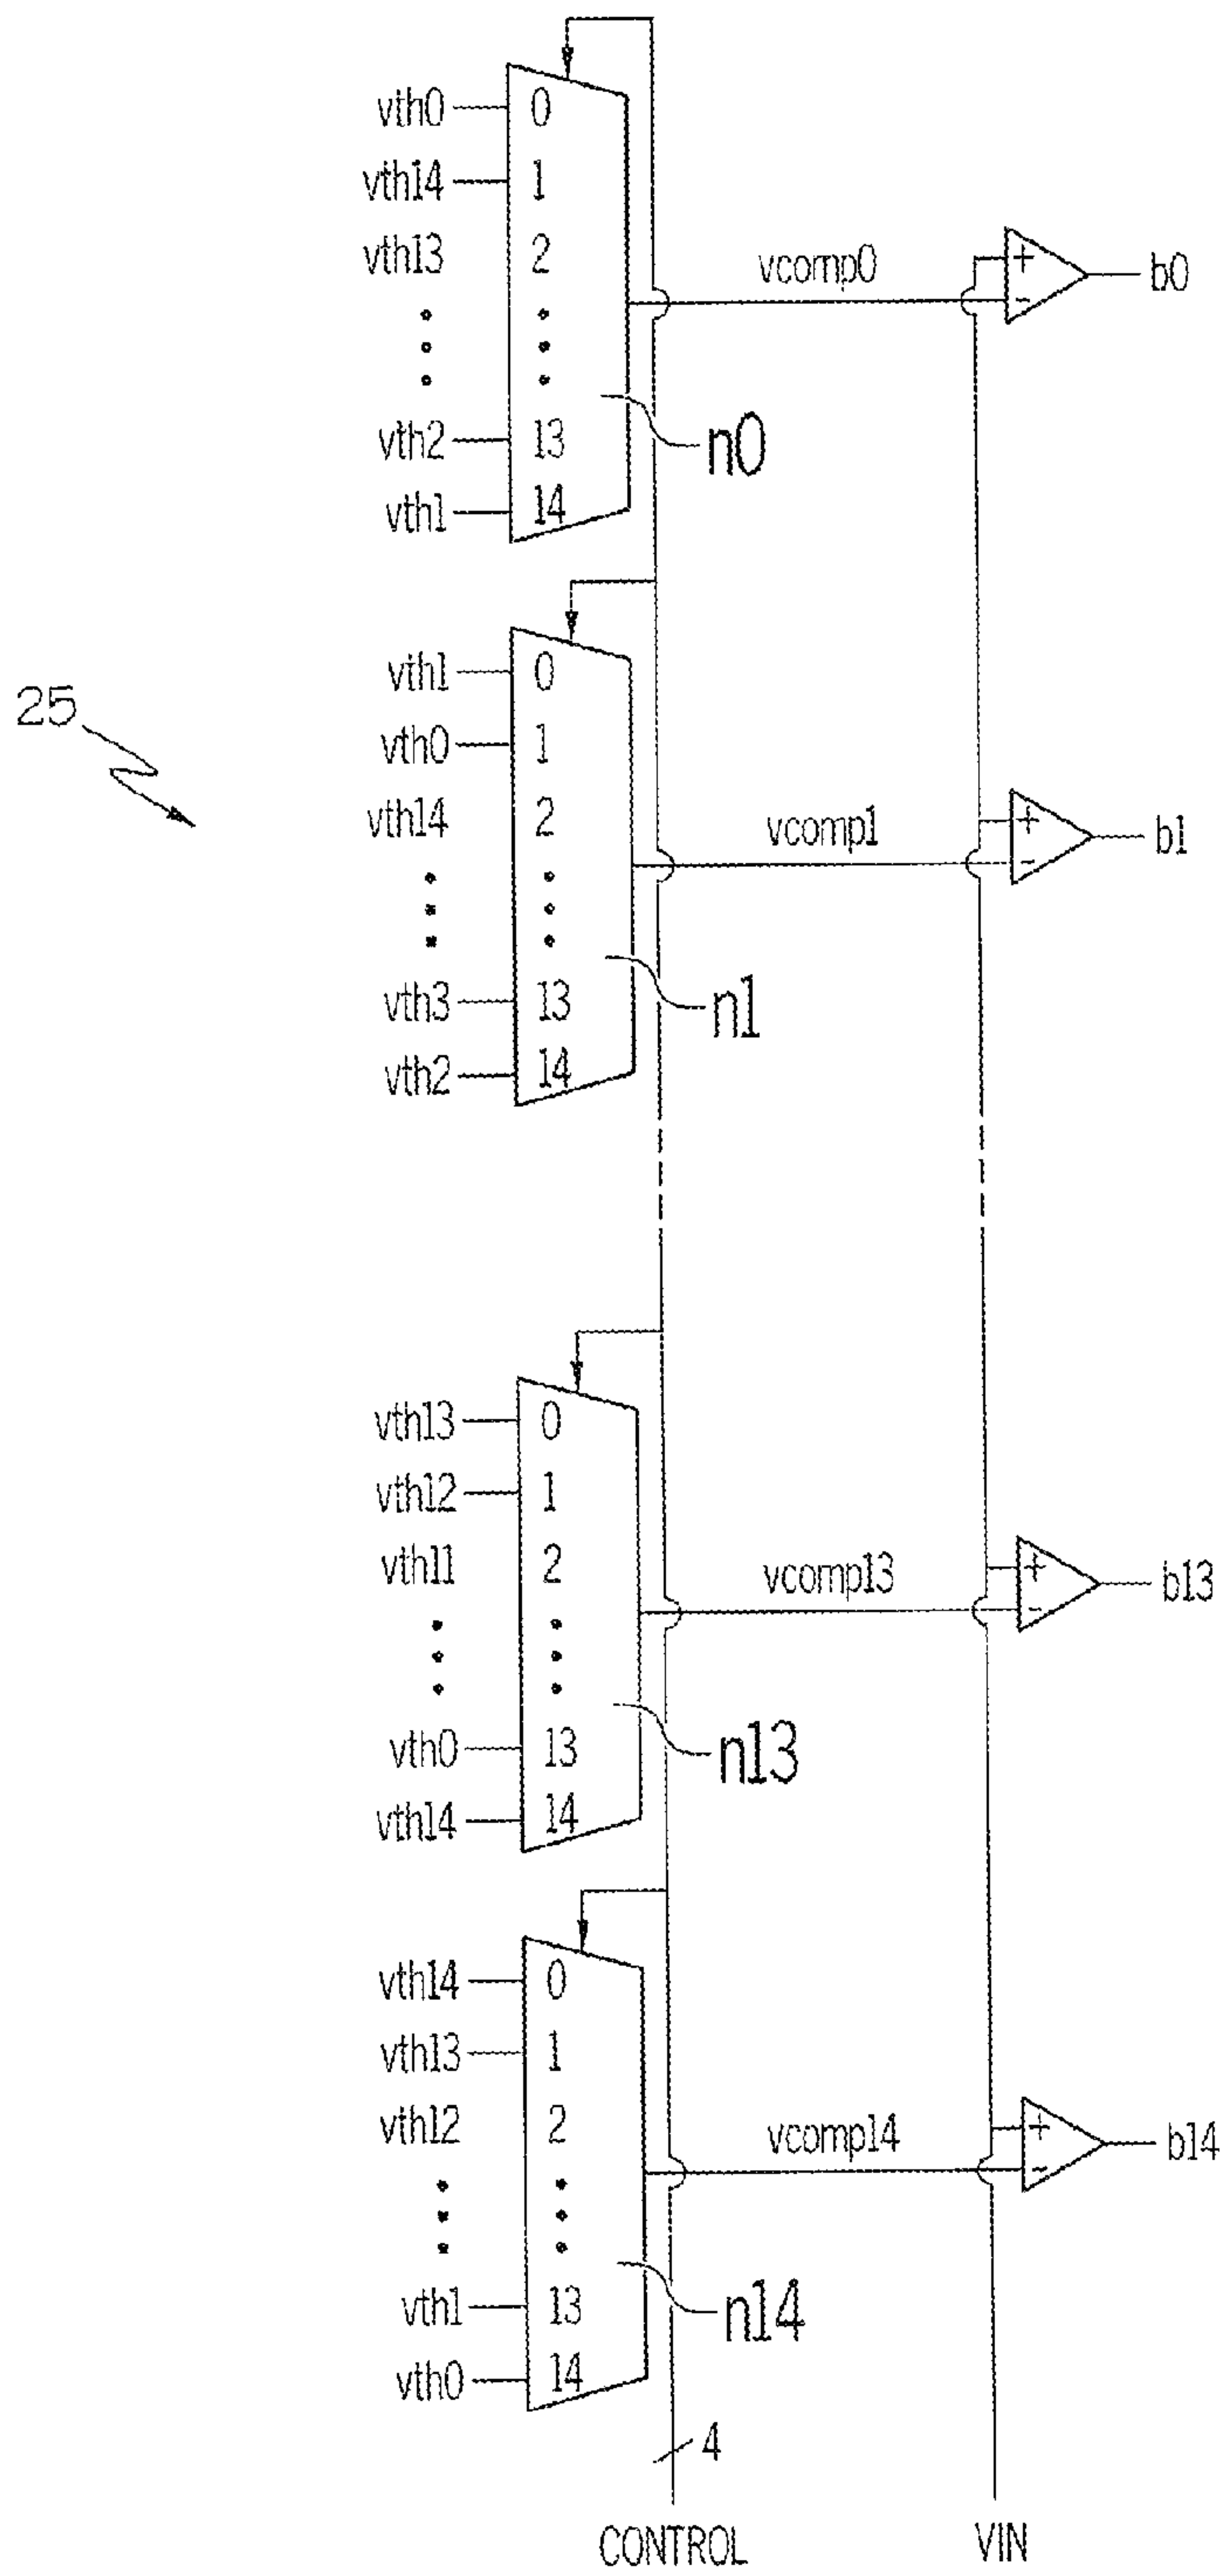 vth0 0
vth14 1
vth13 2
vcomp0
+
-
b0
vth2 13
n0
vth1 14
vth1 0
25
vth0 1
vth14 2
vcomp1
+
-
b1
vth3 13
n1
vth2 14
vth13 0
vth12 1
vth11 2
vcomp13
+
-
b13
vth0 13
n13
vth14 14
vth14 0
vth13 1
vth12 2
vcomp14
+
-
b14
vth1 13
n14
vth0 14
4
CONTROL VIN